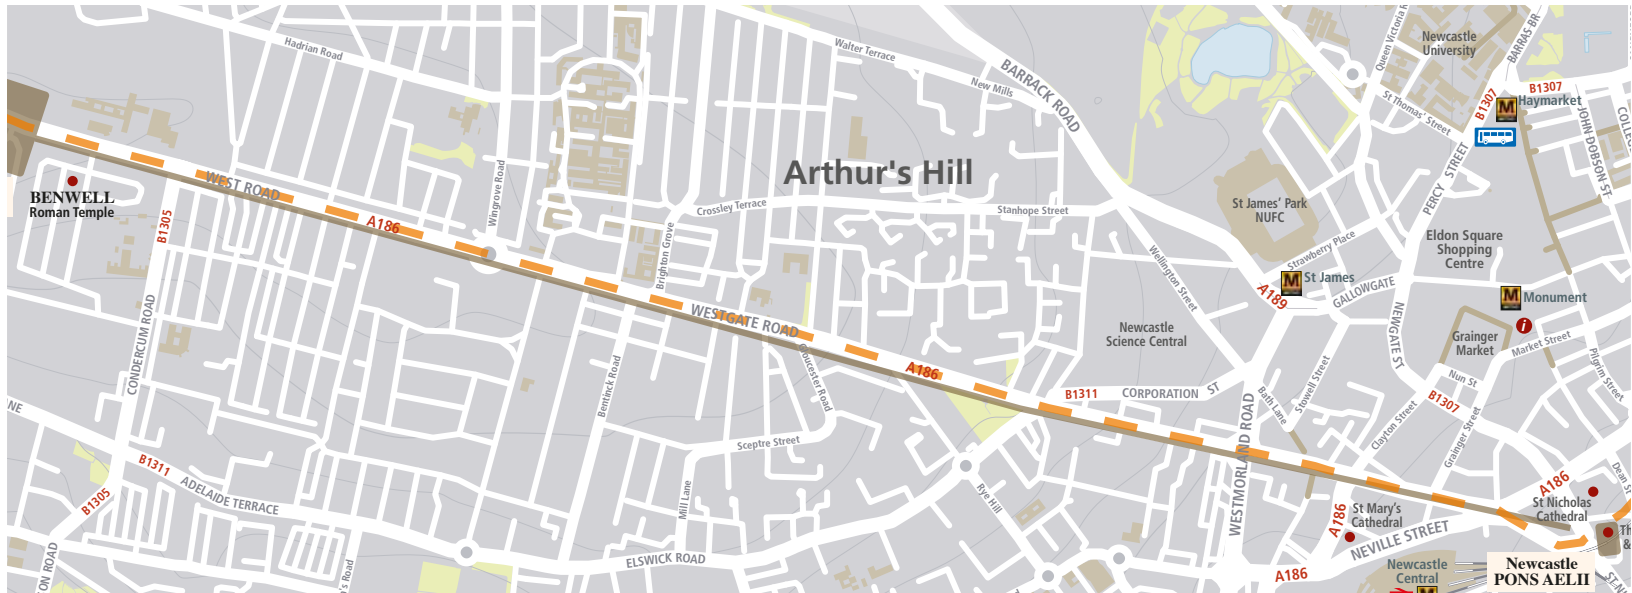 Hadrian Road
Walter Terrace
New Mills
BARRACK ROAD
Queen Victoria
Newcastle
University
BARRAS BR
B1307
B1307
M
Haymarket
St Thomas' Street
JOHN DOBSON ST
PERCY STREET
Arthur's Hill
WEST ROAD
BENWELL
Roman Temple
B1305
A186
Wingrove Road
Crossley Terrace
Stanhope Street
Brighton Grove
St James' Park
NUFC
Strawberry Place
Eldon Square
Shopping
Centre
Wellington Street
M
St James
A189
GALLOWGATE
M
Monument
i
NEWGATE ST
Grainger
Market
Market Street
Pilgrim Street
Newcastle
Science Central
WESTGATE ROAD
CONDERCUM ROAD
Bentinck Road
Gloucester Road
A186
B1311
CORPORATION ST
Bath Lane
Stowell Street
Nun St
B1307
Clayton Street
Grainger Street
Sceptre Street
WESTMORLAND ROAD
B1311
ADELAIDE TERRACE
B1305
Mill Lane
Rye Hill
A186
Dean St
St Nicholas
Cathedral
St Mary's
Cathedral
A186
NEVILLE STREET
ELSWICK ROAD
A186
Newcastle
Central
M
Newcastle
PONS AELII